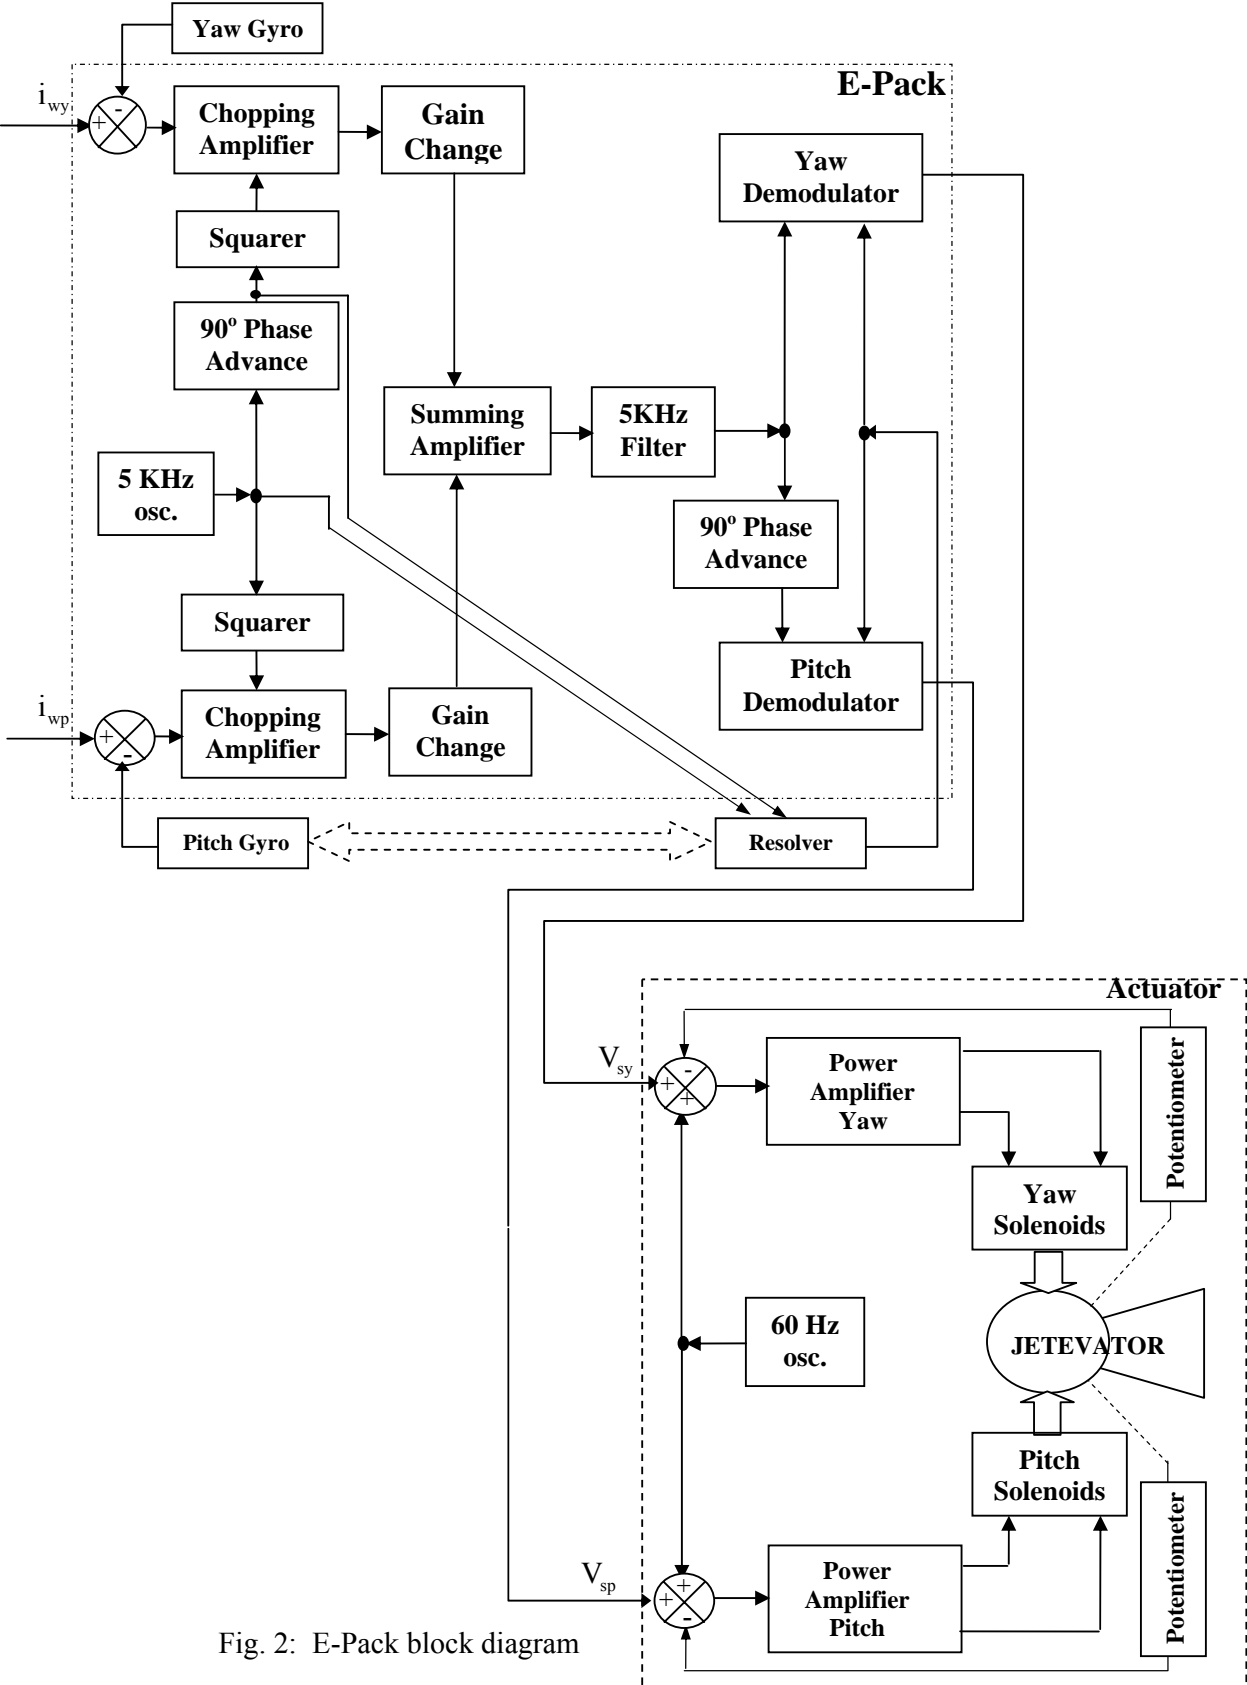 Yaw Gyro
E-Pack
i wy
+
-
Chopping
Amplifier
Gain
Change
Yaw
Demodulator
Squarer
90º Phase
Advance
Summing
Amplifier
5KHz
Filter
5 KHz
osc.
90º Phase
Advance
Squarer
Pitch
Demodulator
i wp
+
-
Chopping
Amplifier
Gain
Change
Pitch Gyro
Resolver
Actuator
V sy
+
-
+
Power
Amplifier
Yaw
Potentiometer
Yaw
Solenoids
60 Hz
osc.
JETEVATOR
Pitch
Solenoids
V sp
+
+
-
Power
Amplifier
Pitch
Potentiometer
Fig. 2: E-Pack block diagram